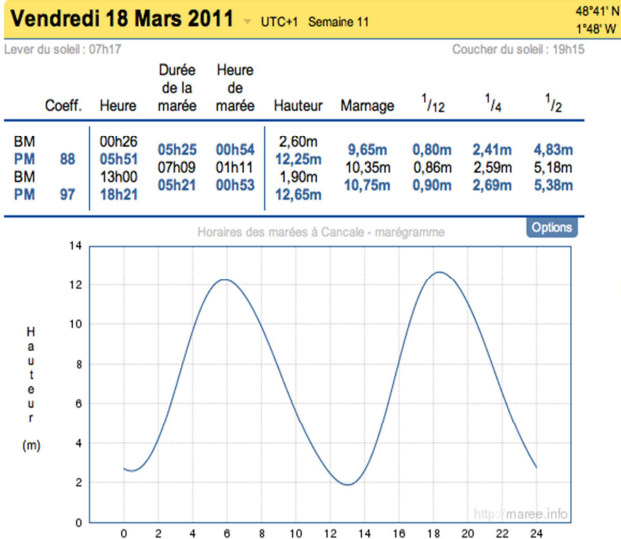 Vendredi 18 Mars 2011 UTC+1 Semaine 11
48°41' N
1°48' W
Lever du soleil : 07h17 Coucher du soleil : 19h15
Durée Heure
de la de
Coeff. Heure marée marée Hauteur Marnage 1/12 1/4 1/2
BM 00h26 2,60m
05h25 00h54 9,65m 0,80m 2,41m 4,83m
PM 88 05h51 12,25m
07h09 01h11 10,35m 0,86m 2,59m 5,18m
BM 13h00 1,90m
05h21 00h53 10,75m 0,90m 2,69m 5,38m
PM 97 18h21 12,65m
Horaires des marées à Cancale - marégramme
Options
14
12
10
8
6
4
2
0
Hauteur
(m)
http://maree.info
0 2 4 6 8 10 12 14 16 18 20 22 24